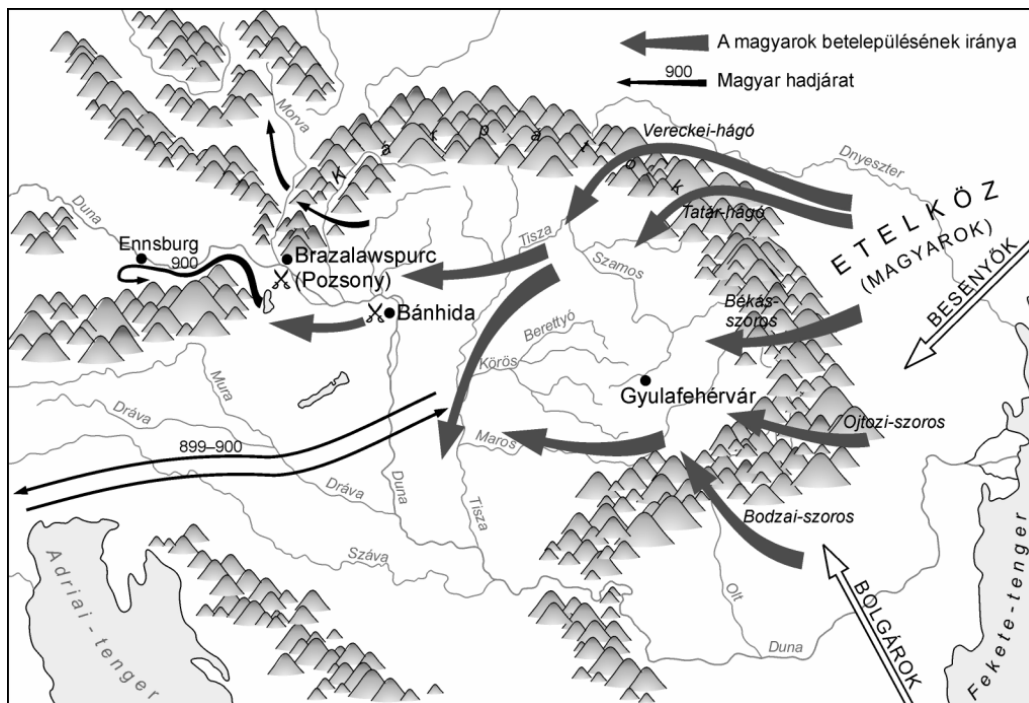 A magyarok betelepülésének iránya
900
Magyar hadjárat
Morva
Kárpátok
Vereckei-hágó
Dnyeszter
Tatár-hágó
ETELKÖZ
(MAGYAROK)
BESENYŐK
Duna
Ennsburg
900
Brazalawspurc
(Pozsony)
Tisza
Szamos
Bánhida
Békás-
szoros
Berettyó
Körös
Gyulafehérvár
Mura
Dráva
899–900
Maros
Ojtozi-szoros
Duna
Tisza
Dráva
Bodzai-szoros
Száva
Olt
Duna
BOLGÁROK
Adriai-tenger
Fekete-tenger